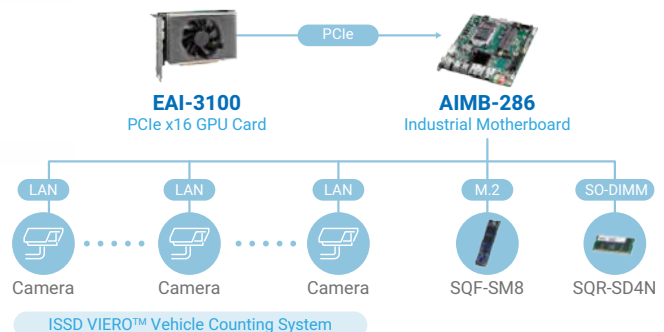 PCIe
EAI-3100
PCIe x16 GPU Card
AIMB-286
Industrial Motherboard
LAN
LAN
LAN
M.2
SO-DIMM
Camera
Camera
Camera
SQF-SM8
SQR-SD4N
ISSD VIERO™ Vehicle Counting System